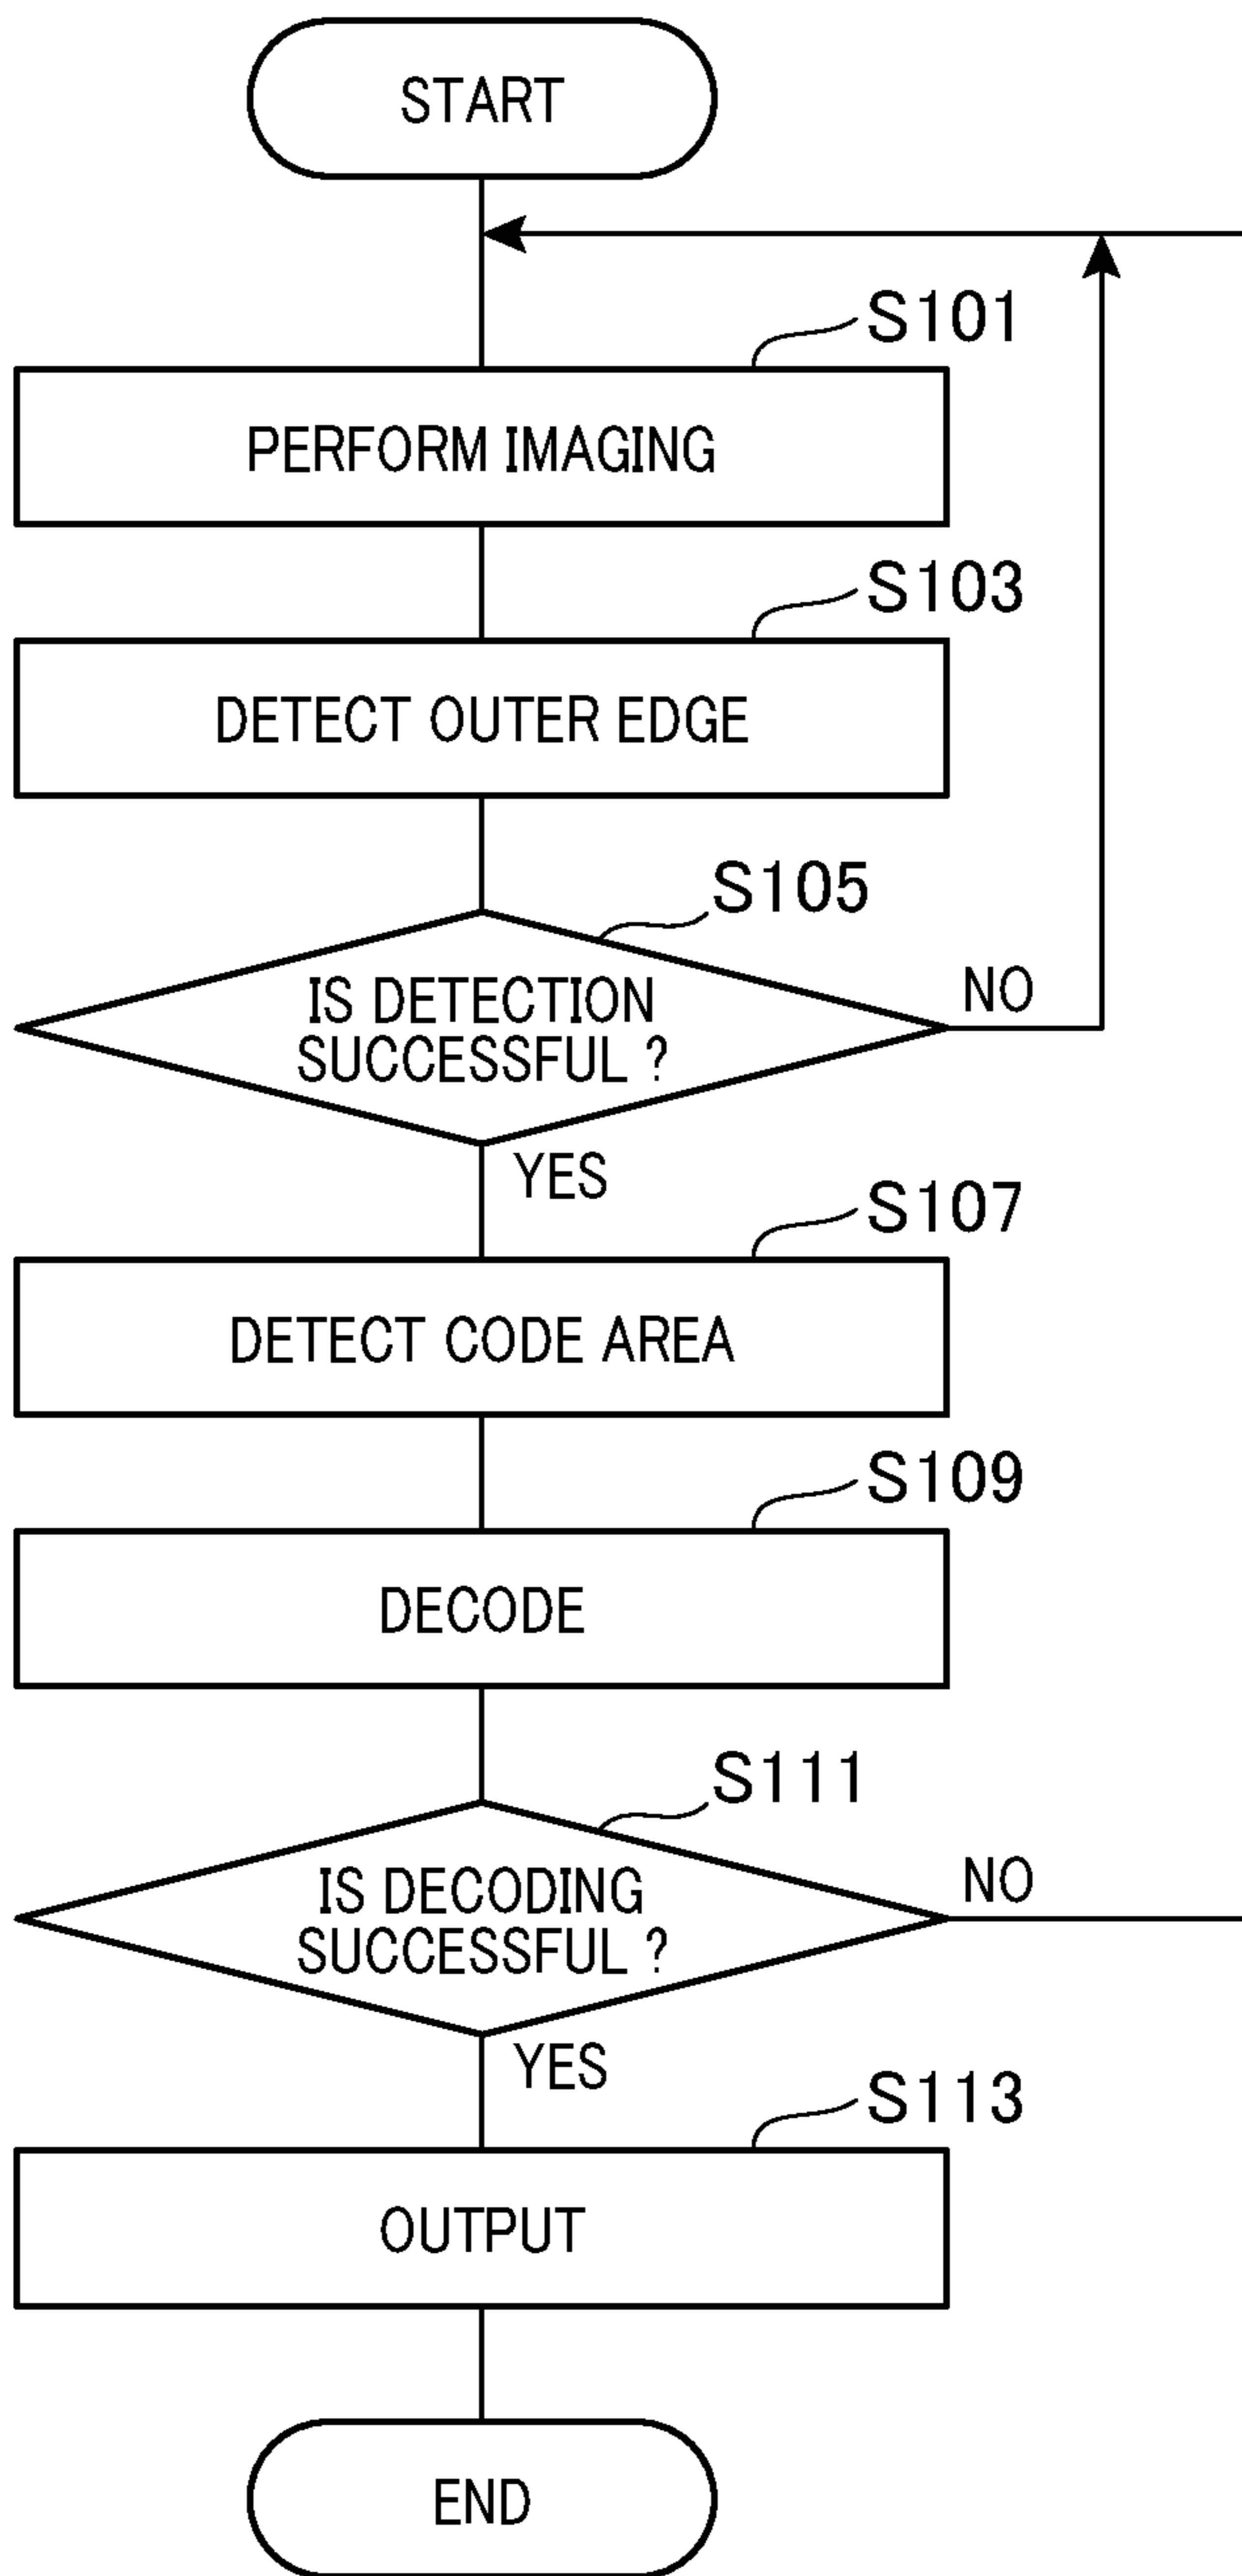 START
S101
PERFORM IMAGING
S103
DETECT OUTER EDGE
S105
IS DETECTION
SUCCESSFUL ?
NO
YES
S107
DETECT CODE AREA
S109
DECODE
S111
IS DECODING
SUCCESSFUL ?
NO
YES
S113
OUTPUT
END